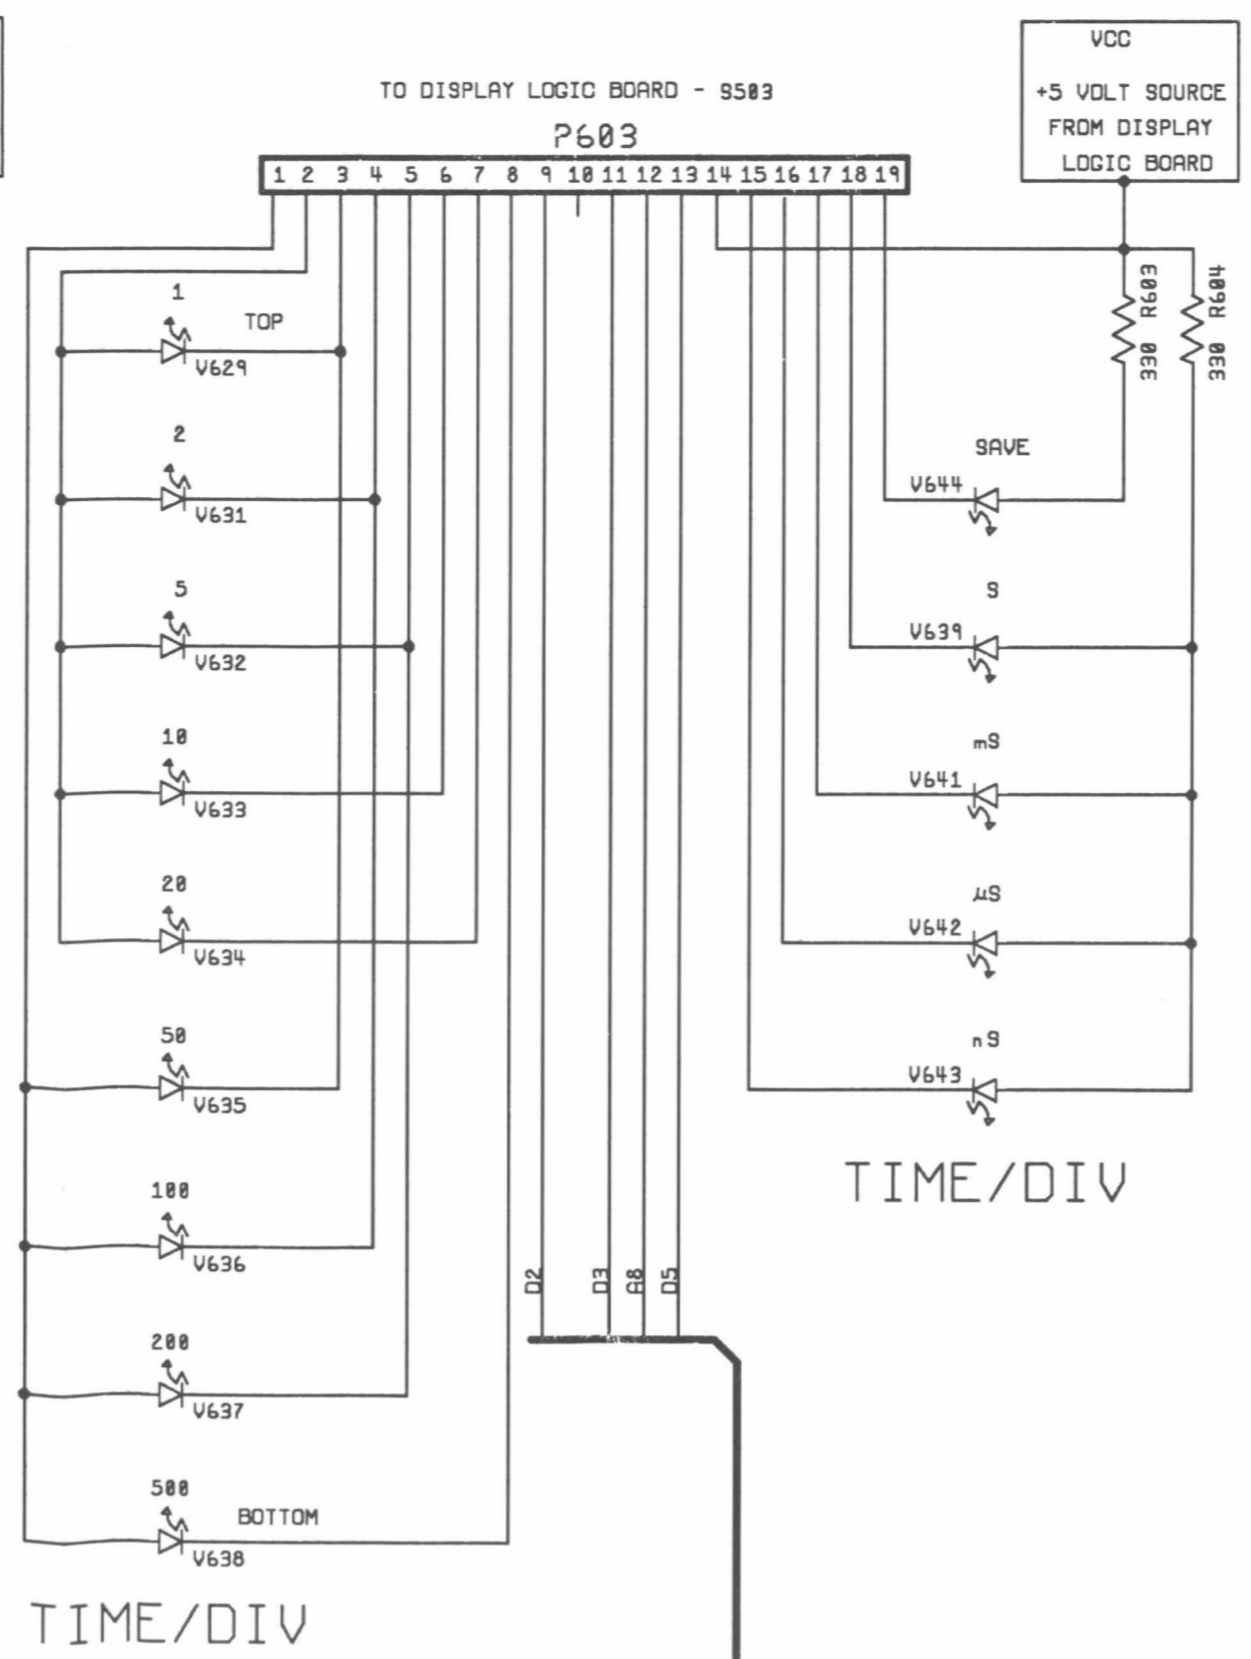 VCC
+5 VOLT SOURCE
FROM DISPLAY
LOGIC BOARD
TO DISPLAY LOGIC BOARD - S503
P603
1 2 3 4 5 6 7 8 9 10 11 12 13 14 15 16 17 18 19
1
TOP
V629
2
V631
5
V632
10
V633
20
V634
50
V635
100
V636
200
V637
500
BOTTOM
V638
TIME/DIV
D2
D3
A8
D5
330 R603
330 R604
SAVE
V644
S
V639
mS
V641
µS
V642
nS
V643
TIME/DIV